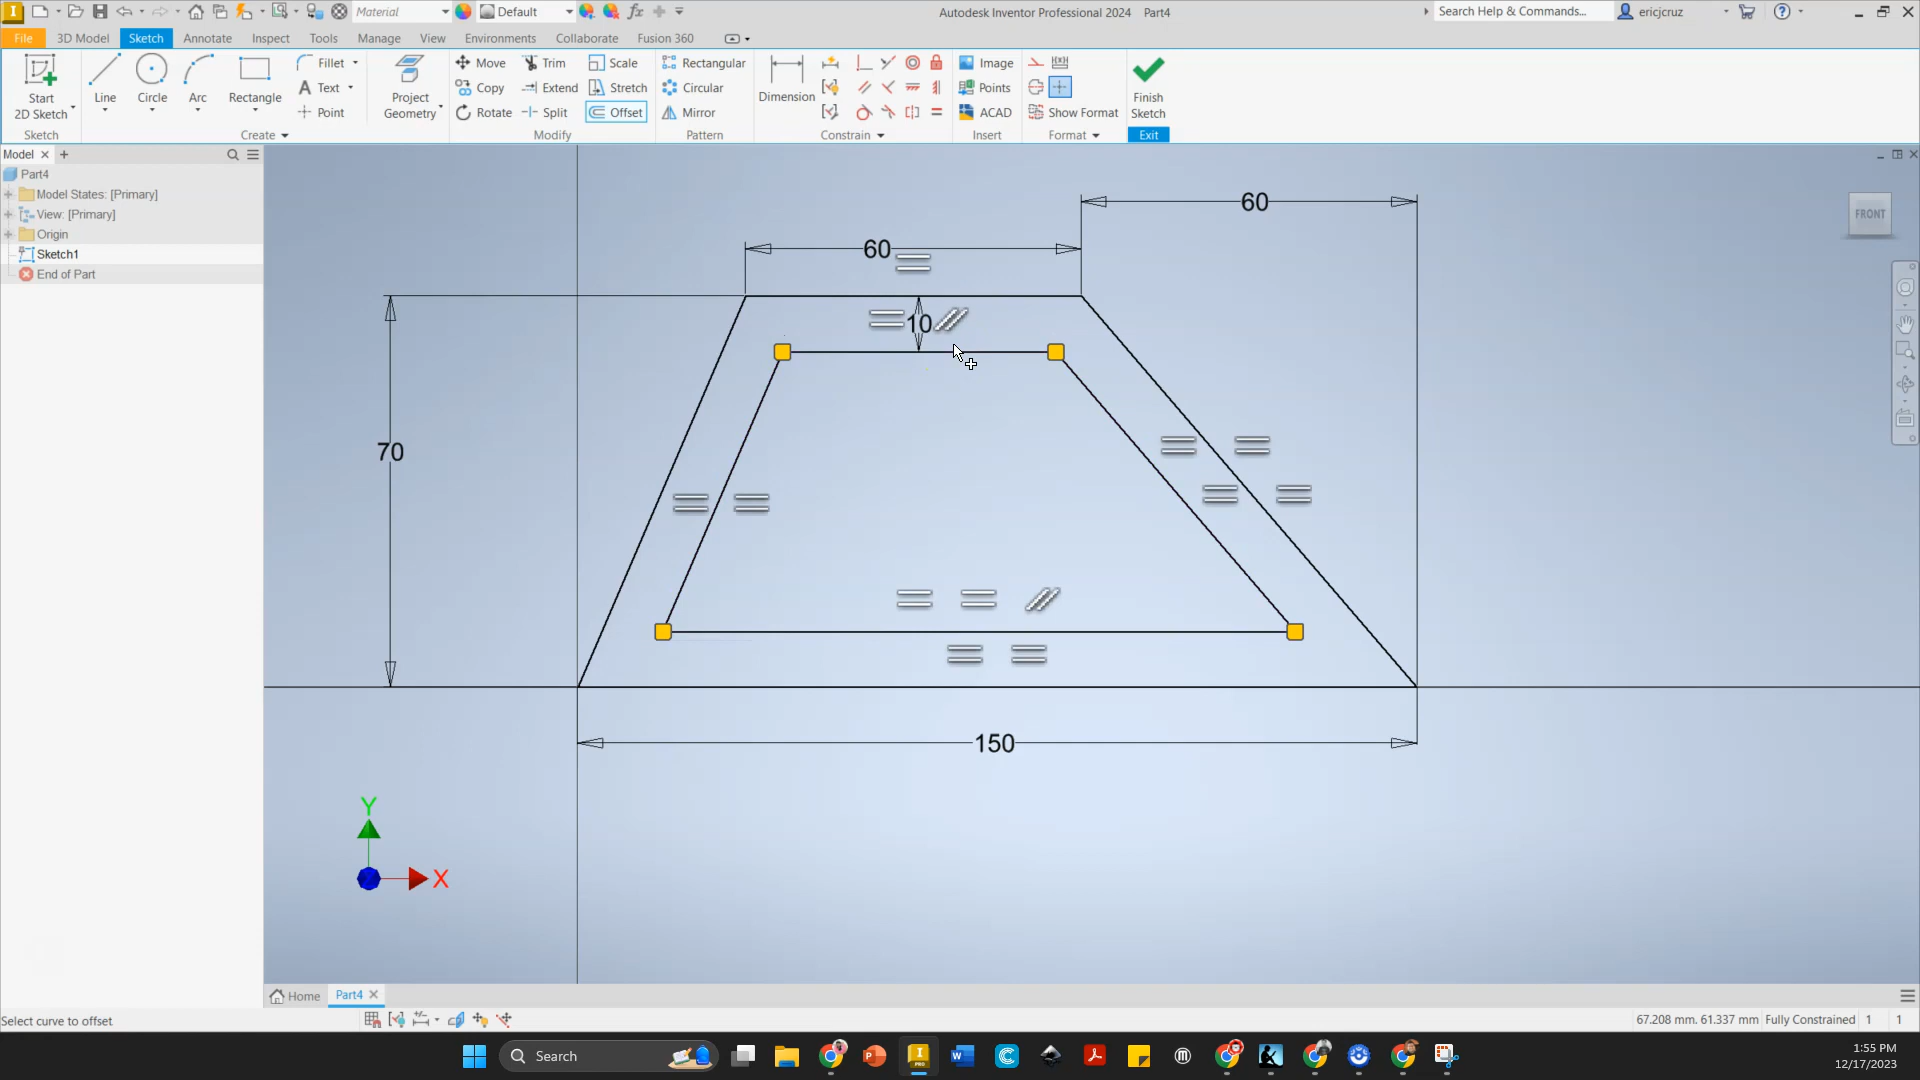 Material
Default
Autodesk Inventor Professional 2024 Part4
Search Help & Commands...
ericjcruz
File 3D Model Sketch Annotate Inspect Tools Manage View Environments Collaborate Fusion 360
Start
2D Sketch
Line
Circle
Arc
Rectangle
Fillet
Text
Point
Project
Geometry
Move
Copy
Rotate
Trim
Extend
Split
Scale
Stretch
Offset
Rectangular
Circular
Mirror
Dimension
Image
Points
ACAD
Show Format
Finish
Sketch
Sketch Create Modify Pattern Constrain Insert Format Exit
Model
Part4
Model States: [Primary]
View: [Primary]
Origin
Sketch1
End of Part
FRONT
60
60
10
70
150
Y
X
Home Part4
Select curve to offset
67.208 mm. 61.337 mm Fully Constrained 1 1
Search
1:55 PM
12/17/2023